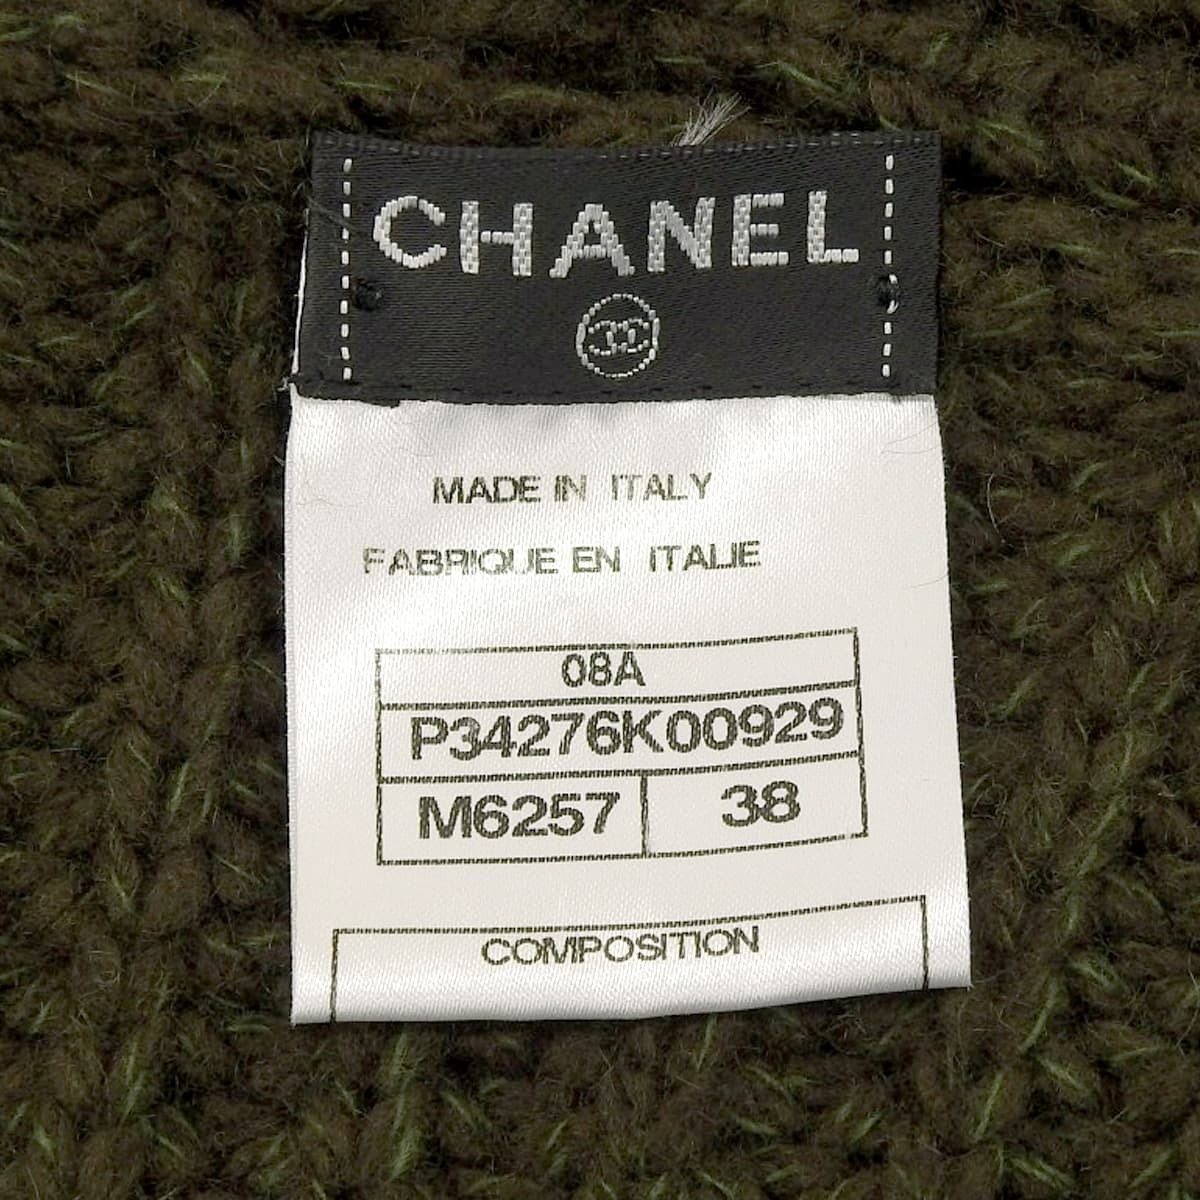 CHANEL
MADE IN ITALY
FABRIQUE EN ITALIE
08A
P34276K00929
M6257 38
COMPOSITION